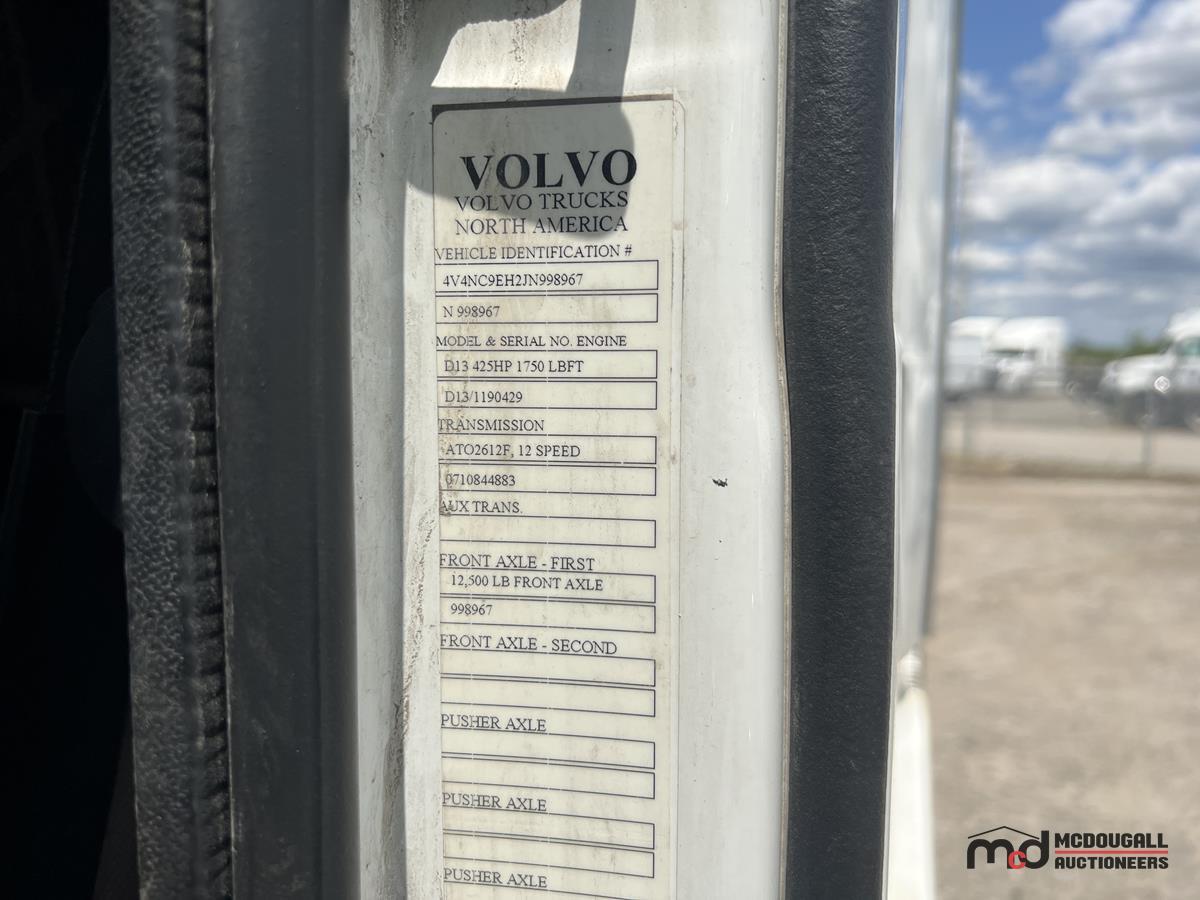 VOLVO
VOLVO TRUCKS
NORTH AMERICA
VEHICLE IDENTIFICATION #
4V4NC9EH2JN998967
N 998967
MODEL & SERIAL NO. ENGINE
D13 425HP 1750 LBFT
D13/1190429
TRANSMISSION
ATO2612F, 12 SPEED
0710844883
AUX TRANS.
FRONT AXLE - FIRST
12,500 LB FRONT AXLE
998967
FRONT AXLE - SECOND
PUSHER AXLE
PUSHER AXLE
PUSHER AXLE
mcd MCDOUGALL
AUCTIONEERS